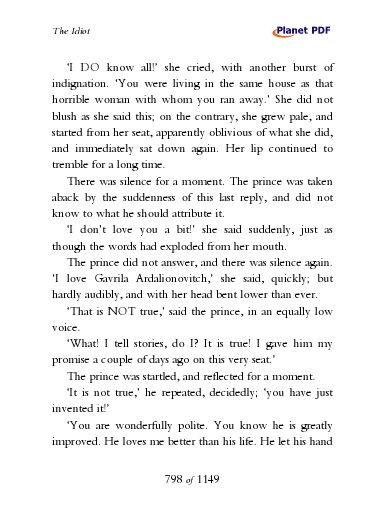 The Idiot
Planet PDF
‘I DO know all!’ she cried, with another burst of
indignation. ‘You were living in the same house as that
horrible woman with whom you ran away.’ She did not
blush as she said this; on the contrary, she grew pale, and
started from her seat, apparently oblivious of what she did,
and immediately sat down again. Her lip continued to
tremble for a long time.
There was silence for a moment. The prince was taken
aback by the suddenness of this last reply, and did not
know to what he should attribute it.
‘I don’t love you a bit!’ she said suddenly, just as
though the words had exploded from her mouth.
The prince did not answer, and there was silence again.
‘I love Gavrila Ardalionovitch,’ she said, quickly; but
hardly audibly, and with her head bent lower than ever.
‘That is NOT true,’ said the prince, in an equally low
voice.
‘What! I tell stories, do I? It is true! I gave him my
promise a couple of days ago on this very seat.’
The prince was startled, and reflected for a moment.
‘It is not true,’ he repeated, decidedly; ‘you have just
invented it!’
‘You are wonderfully polite. You know he is greatly
improved. He loves me better than his life. He let his hand
798 of 1149